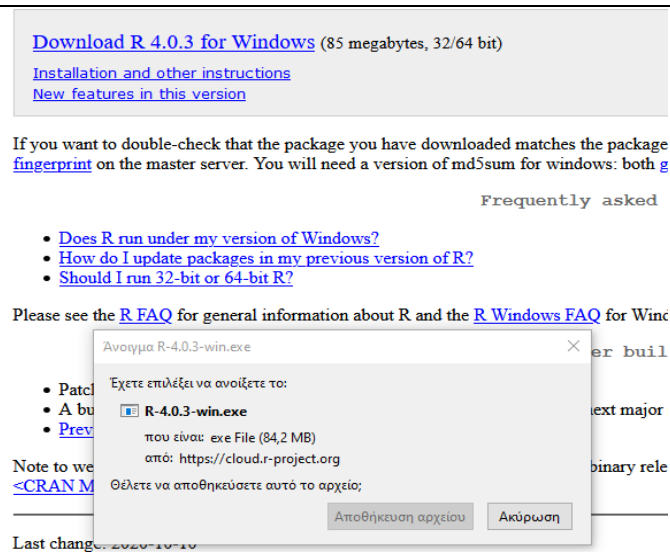 Download R 4.0.3 for Windows (85 megabytes, 32/64 bit)
Installation and other instructions
New features in this version
If you want to double-check that the package you have downloaded matches the package
fingerprint on the master server. You will need a version of md5sum for windows: both
Frequently asked
• Does R run under my version of Windows?
• How do I update packages in my previous version of R?
• Should I run 32-bit or 64-bit R?
Please see the R FAQ for general information about R and the R Windows FAQ for
Άνοιγμα R-4.0.3-win.exe
Έχετε επιλέξει να ανοίξετε το:
R-4.0.3-win.exe
που είναι: exe File (84,2 MB)
από: https://cloud.r-project.org
Θέλετε να αποθηκεύσετε αυτό το αρχείο;
Αποθήκευση αρχείου Ακύρωση
• A
next major
Note to
<CRAN
Last change: